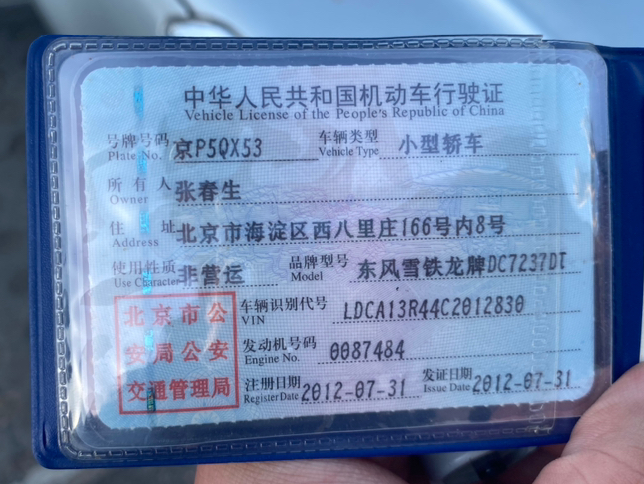 中华人民共和国机动车行驶证
Vehicle License of the People's Republic of China
号牌号码 京P5QX53 车辆类型 小型轿车
Plate No. Vehicle Type
所有人 张春生
Owner
住址 北京市海淀区西八里庄166号内8号
Address
使用性质 非营运 品牌型号 东风雪铁龙牌DC7237DT
Use Character Model
北京市公
安局公安
交通管理局
车辆识别代号 LDCA13R44C2012830
VIN
发动机号码 0087484
Engine No.
注册日期 2012-07-31 发证日期 2012-07-31
Register Date Issue Date